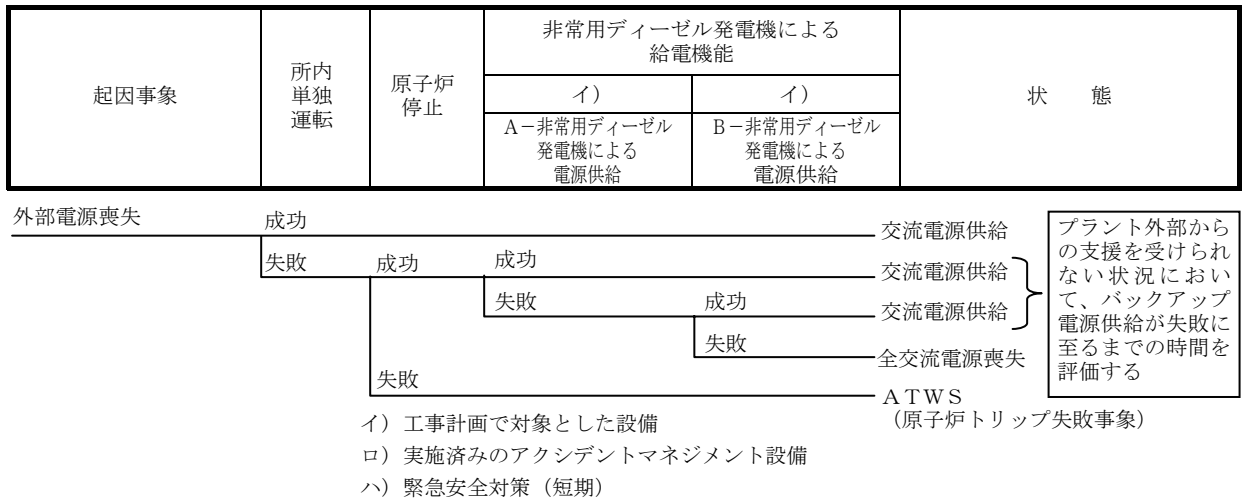 起因事象
所内
単独
運転
原子炉
停止
非常用ディーゼル発電機による
給電機能
イ）
イ）
A－非常用ディーゼル
発電機による
電源供給
B－非常用ディーゼル
発電機による
電源供給
状　態
外部電源喪失
成功
交流電源供給
失敗
成功
成功
交流電源供給
失敗
成功
交流電源供給
失敗
全交流電源喪失
失敗
ＡＴＷＳ
（原子炉トリップ失敗事象）
プラント外部から
の支援を受けられ
ない状況におい
て、バックアップ
電源供給が失敗に
至るまでの時間を
評価する
イ）工事計画で対象とした設備
ロ）実施済みのアクシデントマネジメント設備
ハ）緊急安全対策（短期）